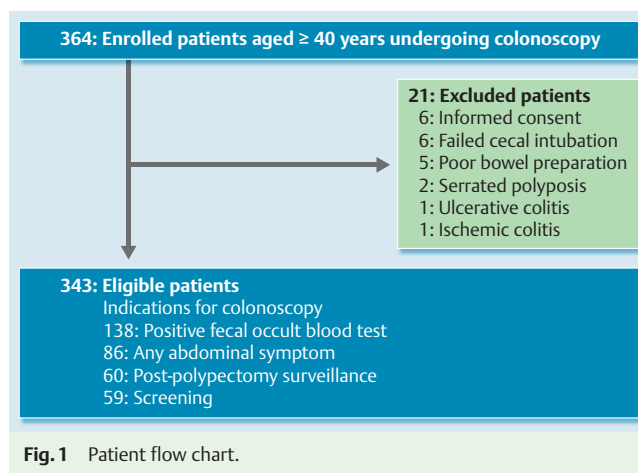 364: Enrolled patients aged ≥ 40 years undergoing colonoscopy
21: Excluded patients
6: Informed consent
6: Failed cecal intubation
5: Poor bowel preparation
2: Serrated polyposis
1: Ulcerative colitis
1: Ischemic colitis
343: Eligible patients
Indications for colonoscopy
138: Positive fecal occult blood test
86: Any abdominal symptom
60: Post-polypectomy surveillance
59: Screening
Fig. 1 Patient flow chart.